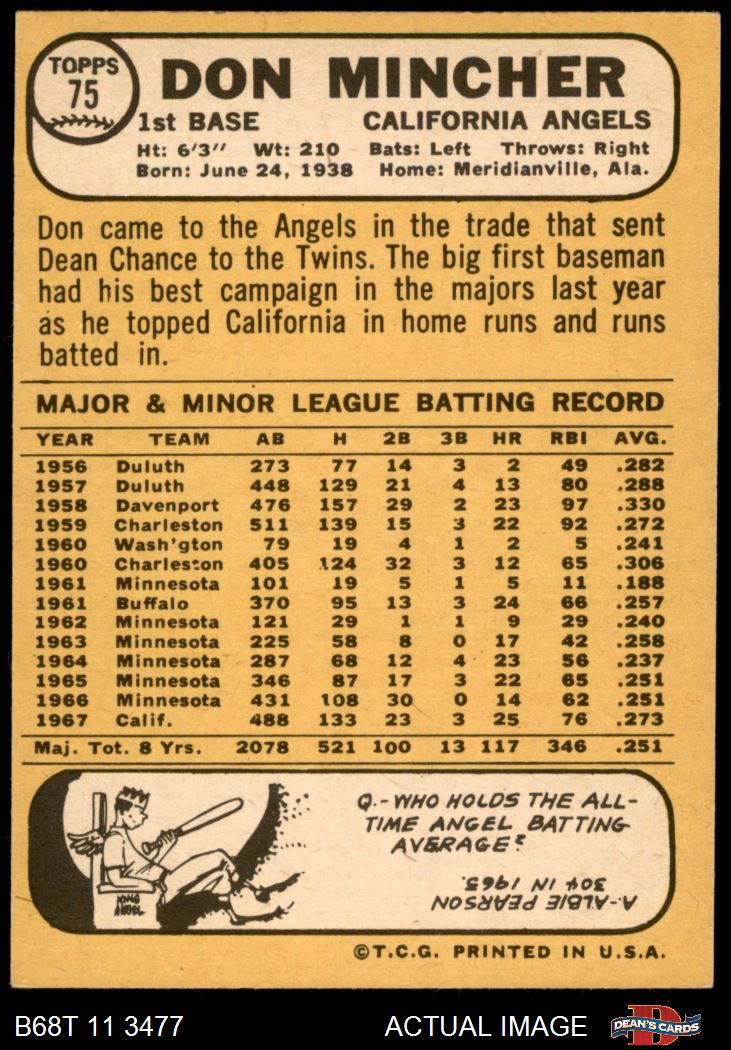 TOPPS
75
DON MINCHER
1st BASE CALIFORNIA ANGELS
Ht: 6'3" Wt: 210 Bats: Left Throws: Right
Born: June 24, 1938 Home: Meridianville, Ala.
Don came to the Angels in the trade that sent
Dean Chance to the Twins. The big first baseman
had his best campaign in the majors last year
as he topped California in home runs and runs
batted in.
MAJOR & MINOR LEAGUE BATTING RECORD
YEAR TEAM AB H 2B 3B HR RBI AVG.
1956 Duluth 273 77 14 3 2 49 .282
1957 Duluth 448 129 21 4 13 80 .288
1958 Davenport 476 157 29 2 23 97 .330
1959 Charleston 511 139 15 3 22 92 .272
1960 Wash'gton 79 19 4 1 2 5 .241
1960 Charleston 405 124 32 3 12 65 .306
1961 Minnesota 101 19 5 1 5 11 .188
1961 Buffalo 370 95 13 3 24 66 .257
1962 Minnesota 121 29 1 1 9 29 .240
1963 Minnesota 225 58 8 0 17 42 .258
1964 Minnesota 287 68 12 4 23 56 .237
1965 Minnesota 346 87 17 3 22 65 .251
1966 Minnesota 431 108 30 0 14 62 .251
1967 Calif. 488 133 23 3 25 76 .273
Maj. Tot. 8 Yrs. 2078 521 100 13 117 346 .251
Q.-WHO HOLDS THE ALL-
TIME ANGEL BATTING
AVERAGE?
A-ALBIE PEARSON
.304 IN 1965.
KING
ANGEL
©T.C.G. PRINTED IN U.S.A.
B68T 11 3477 ACTUAL IMAGE
D
DEAN'S CARDS